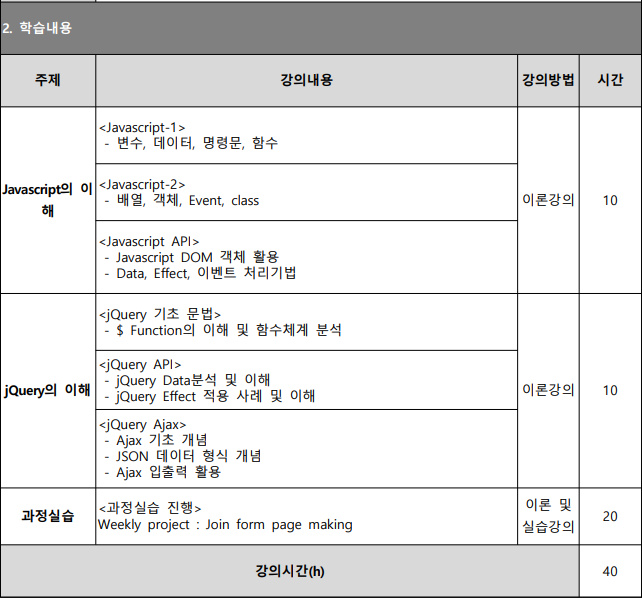 2. 학습내용
주제 강의내용 강의방법 시간
Javascript의 이
해
<Javascript-1>
- 변수, 데이터, 명령문, 함수
<Javascript-2>
- 배열, 객체, Event, class
<Javascript API>
- Javascript DOM 객체 활용
- Data, Effect, 이벤트 처리기법
이론강의
10
jQuery의 이해
<jQuery 기초 문법>
- $ Function의 이해 및 함수체계 분석
<jQuery API>
- jQuery Data분석 및 이해
- jQuery Effect 적용 사례 및 이해
<jQuery Ajax>
- Ajax 기초 개념
- JSON 데이터 형식 개념
- Ajax 입출력 활용
이론강의
10
과정실습
<과정실습 진행>
Weekly project : Join form page making
이론 및
실습강의
20
강의시간(h) 40